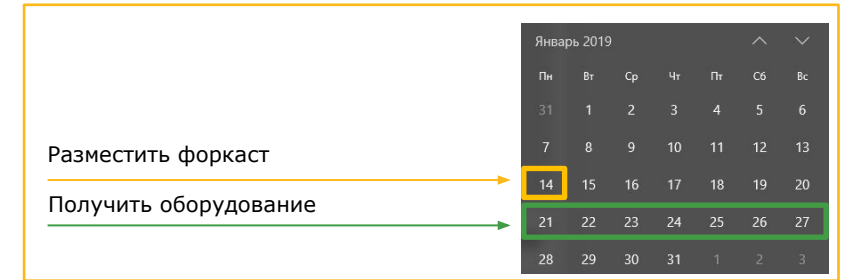 Январь 2019
Пн Вт Ср Чт Пт Сб Вс
31 1 2 3 4 5 6
7 8 9 10 11 12 13
Разместить форкаст
14 15 16 17 18 19 20
Получить оборудование
21 22 23 24 25 26 27
28 29 30 31 1 2 3